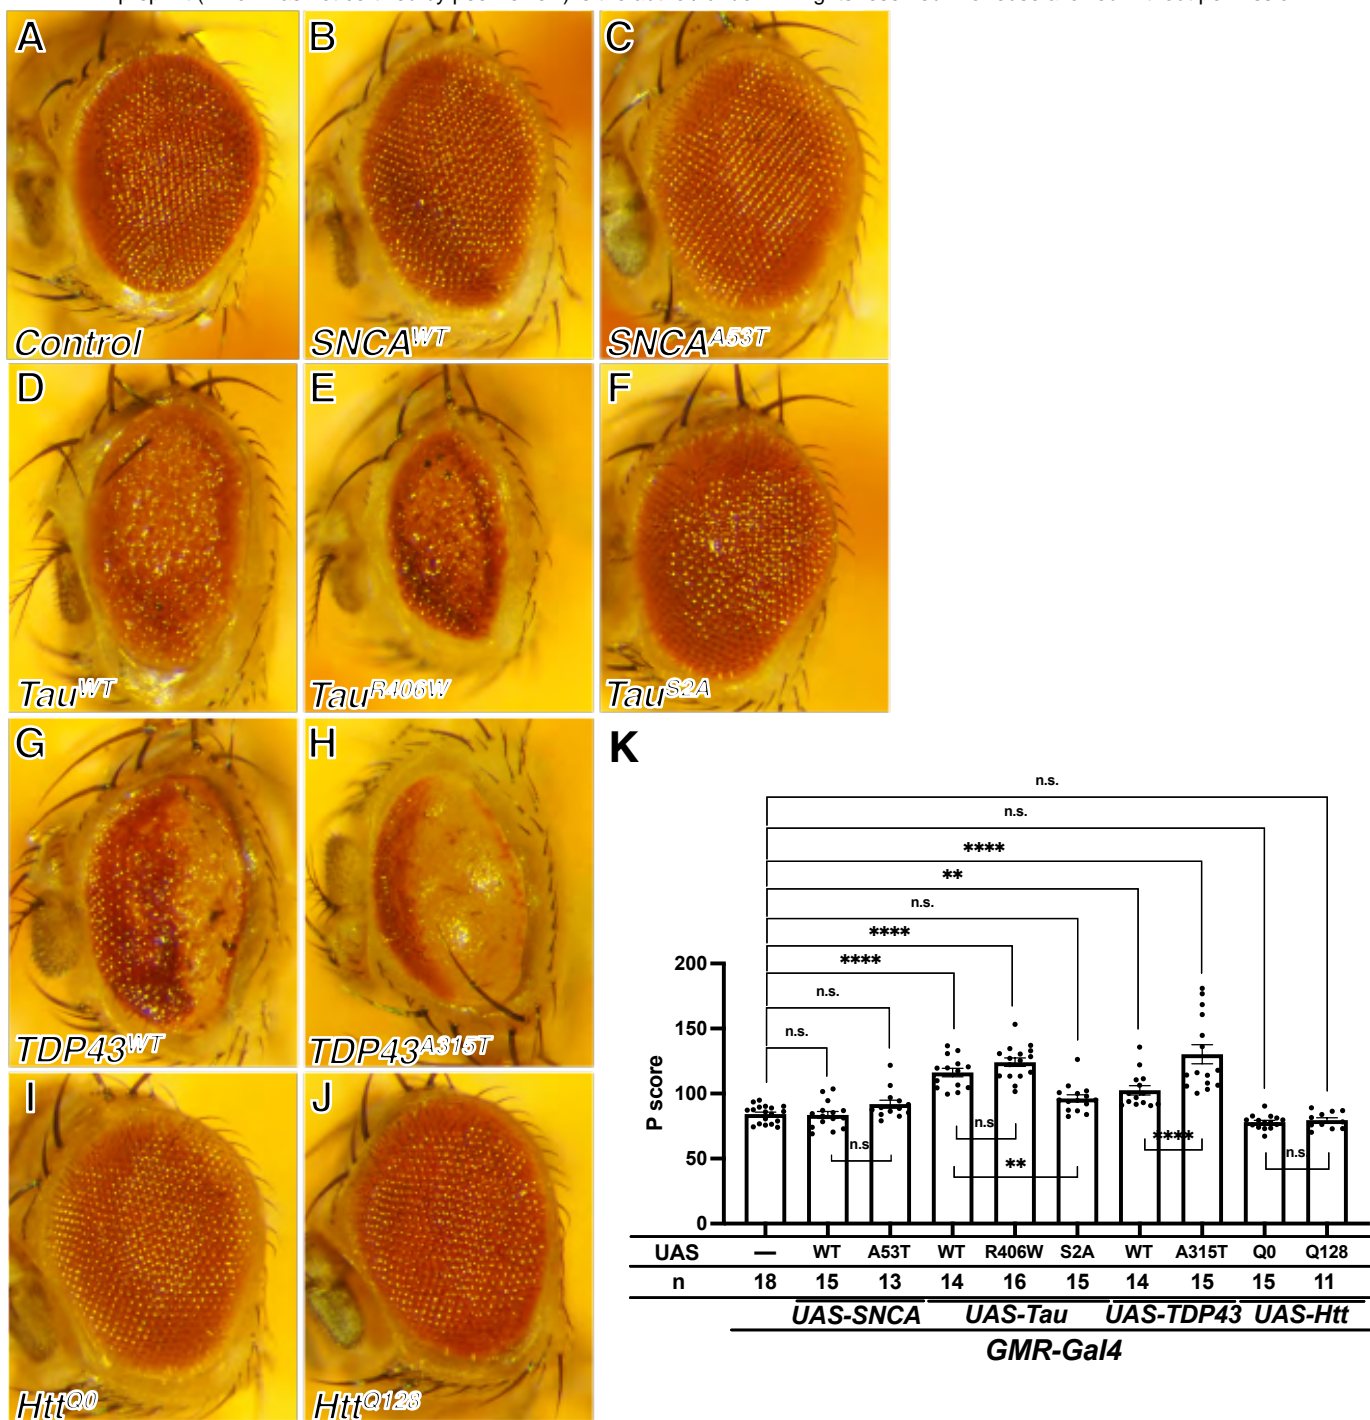 A
B
C
Control
SNCA^WT
SNCA^A53T
D
E
F
Tau^WT
Tau^R406W
Tau^S2A
G
H
K
TDP43^WT
TDP43^A315T
I
J
Htt^Q0
Htt^Q128
n.s.
n.s.
****
**
n.s.
****
****
n.s.
n.s.
200
150
100
50
0
P score
n.s
n.s
**
****
n.s
UAS — WT A53T WT R406W S2A WT A315T Q0 Q128
n 18 15 13 14 16 15 14 15 15 11
UAS-SNCA UAS-Tau UAS-TDP43 UAS-Htt
GMR-Gal4